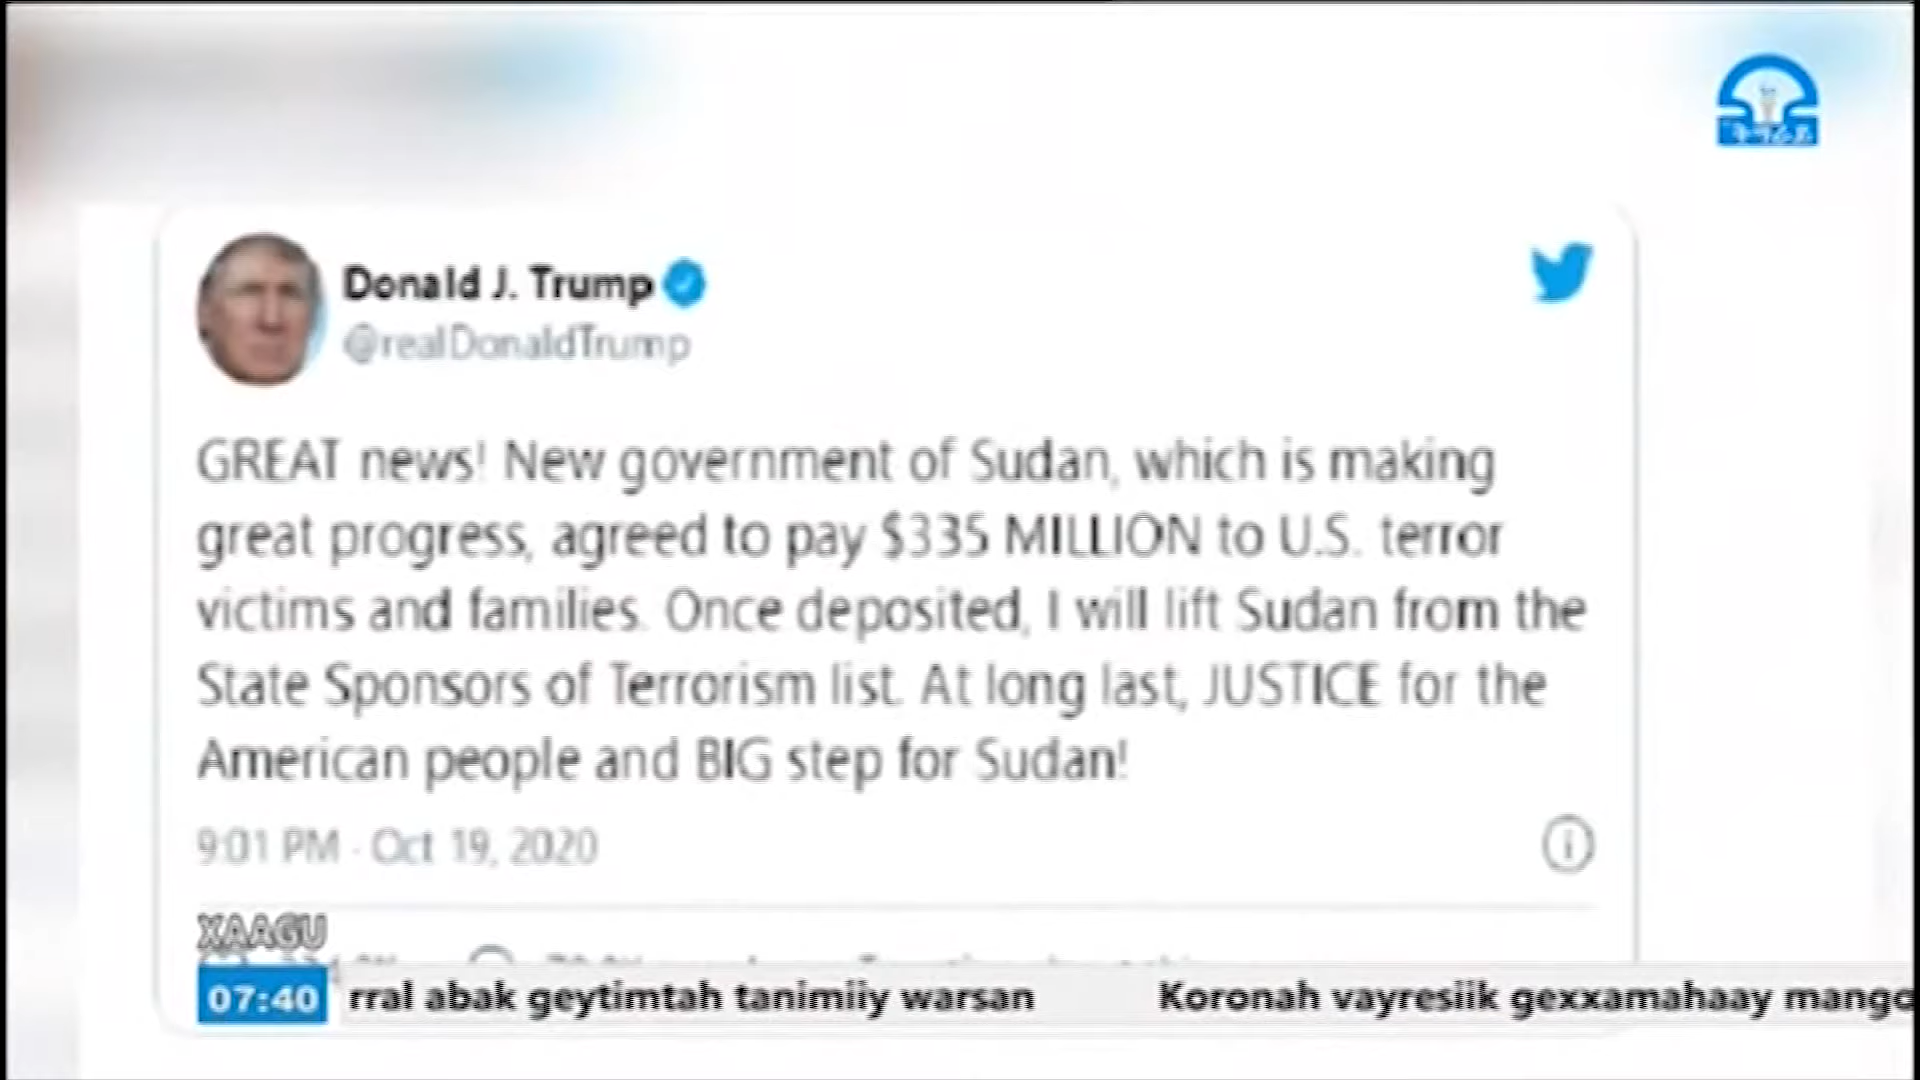 ትግራይ
Donald J. Trump
@realDonaldTrump
GREAT news! New government of Sudan, which is making
great progress, agreed to pay $335 MILLION to U.S. terror
victims and families. Once deposited, I will lift Sudan from the
State Sponsors of Terrorism list. At long last, JUSTICE for the
American people and BIG step for Sudan!
9:01 PM · Oct 19, 2020
XAAGU
07:40 rral abak geytimtah tanimiiy warsan Koronah vayresiik gexxamahaay mango